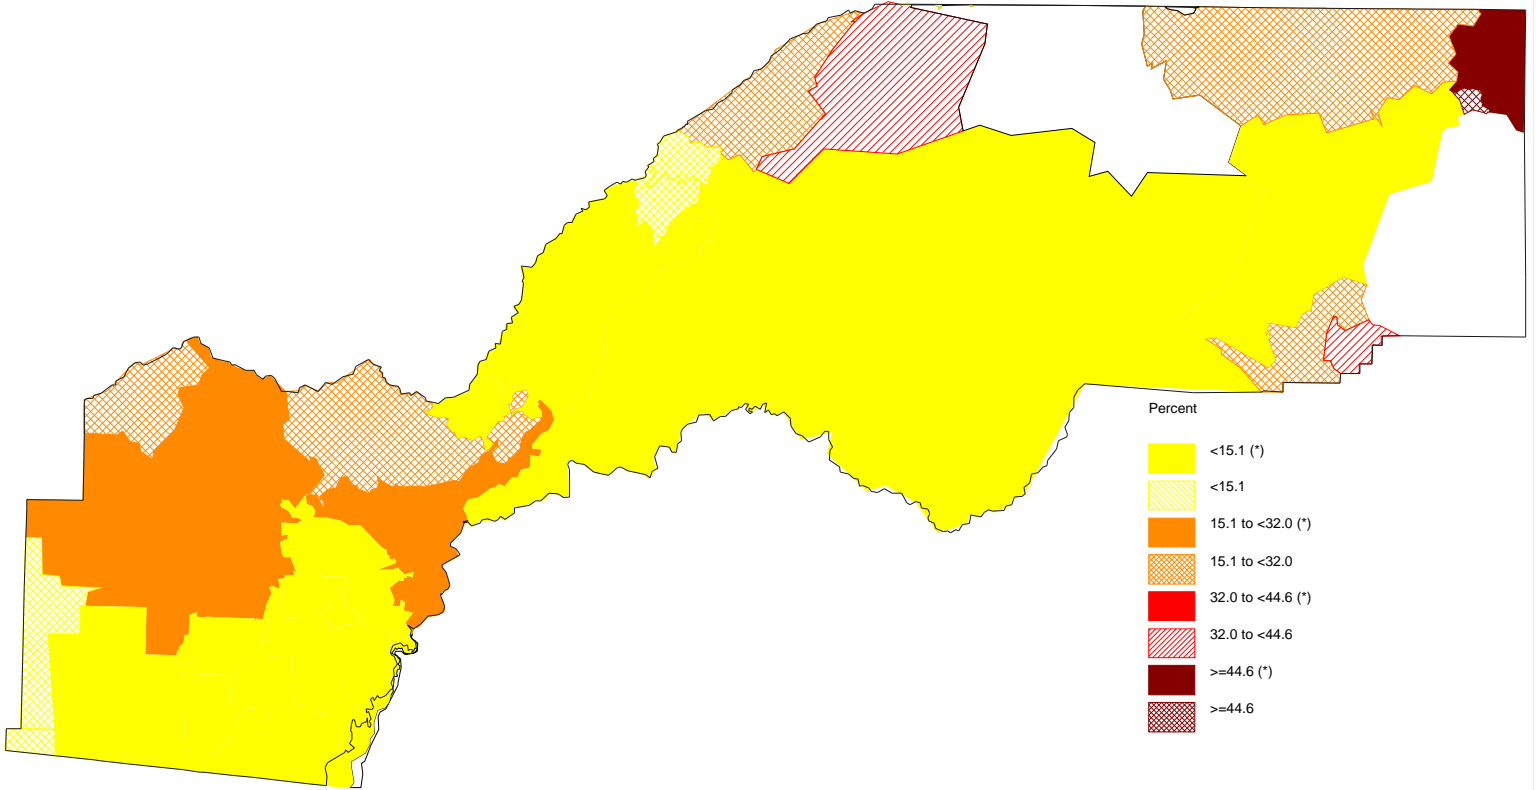 Percent
<15.1 (*)
<15.1
15.1 to <32.0 (*)
15.1 to <32.0
32.0 to <44.6 (*)
32.0 to <44.6
>=44.6 (*)
>=44.6